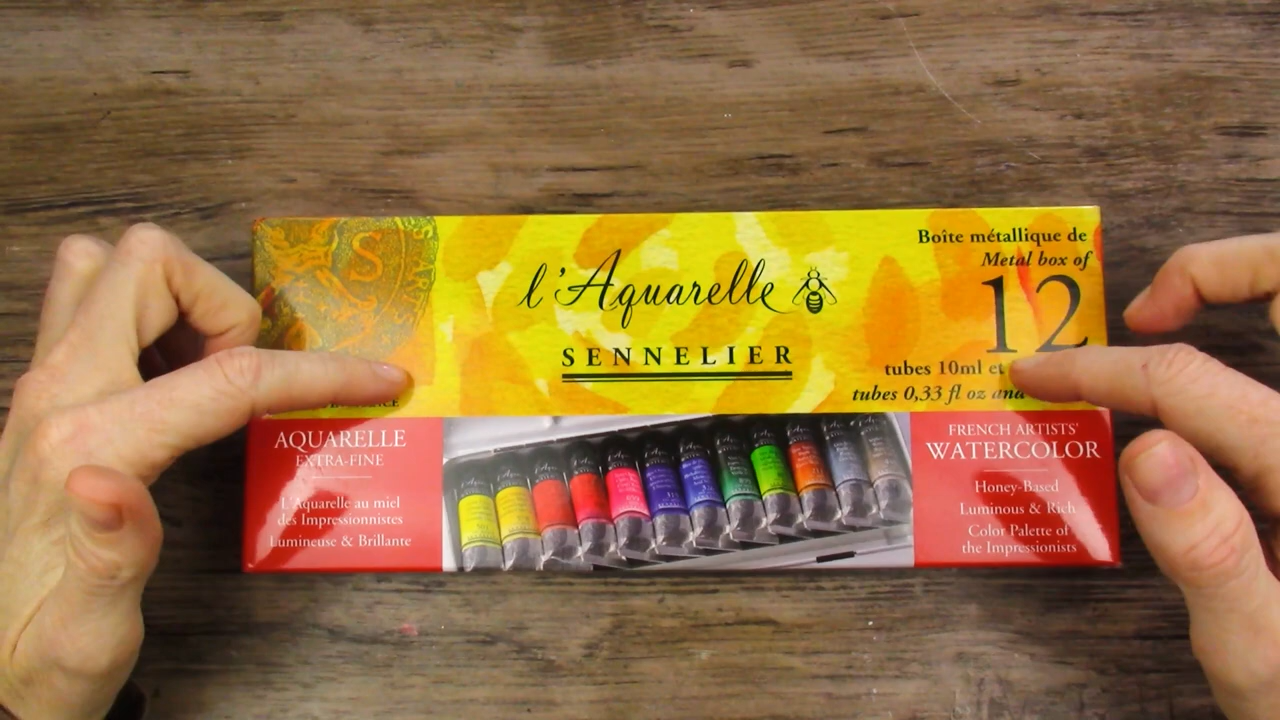 S
l'Aquarelle
SENNELIER
Boîte métallique de
Metal box of
12
tubes 10ml et
tubes 0,33 fl oz and
AQUARELLE
EXTRA-FINE
L'Aquarelle au miel
des Impressionnistes
Lumineuse & Brillante
FRENCH ARTISTS'
WATERCOLOR
Honey-Based
Luminous & Rich
Color Palette of
the Impressionists